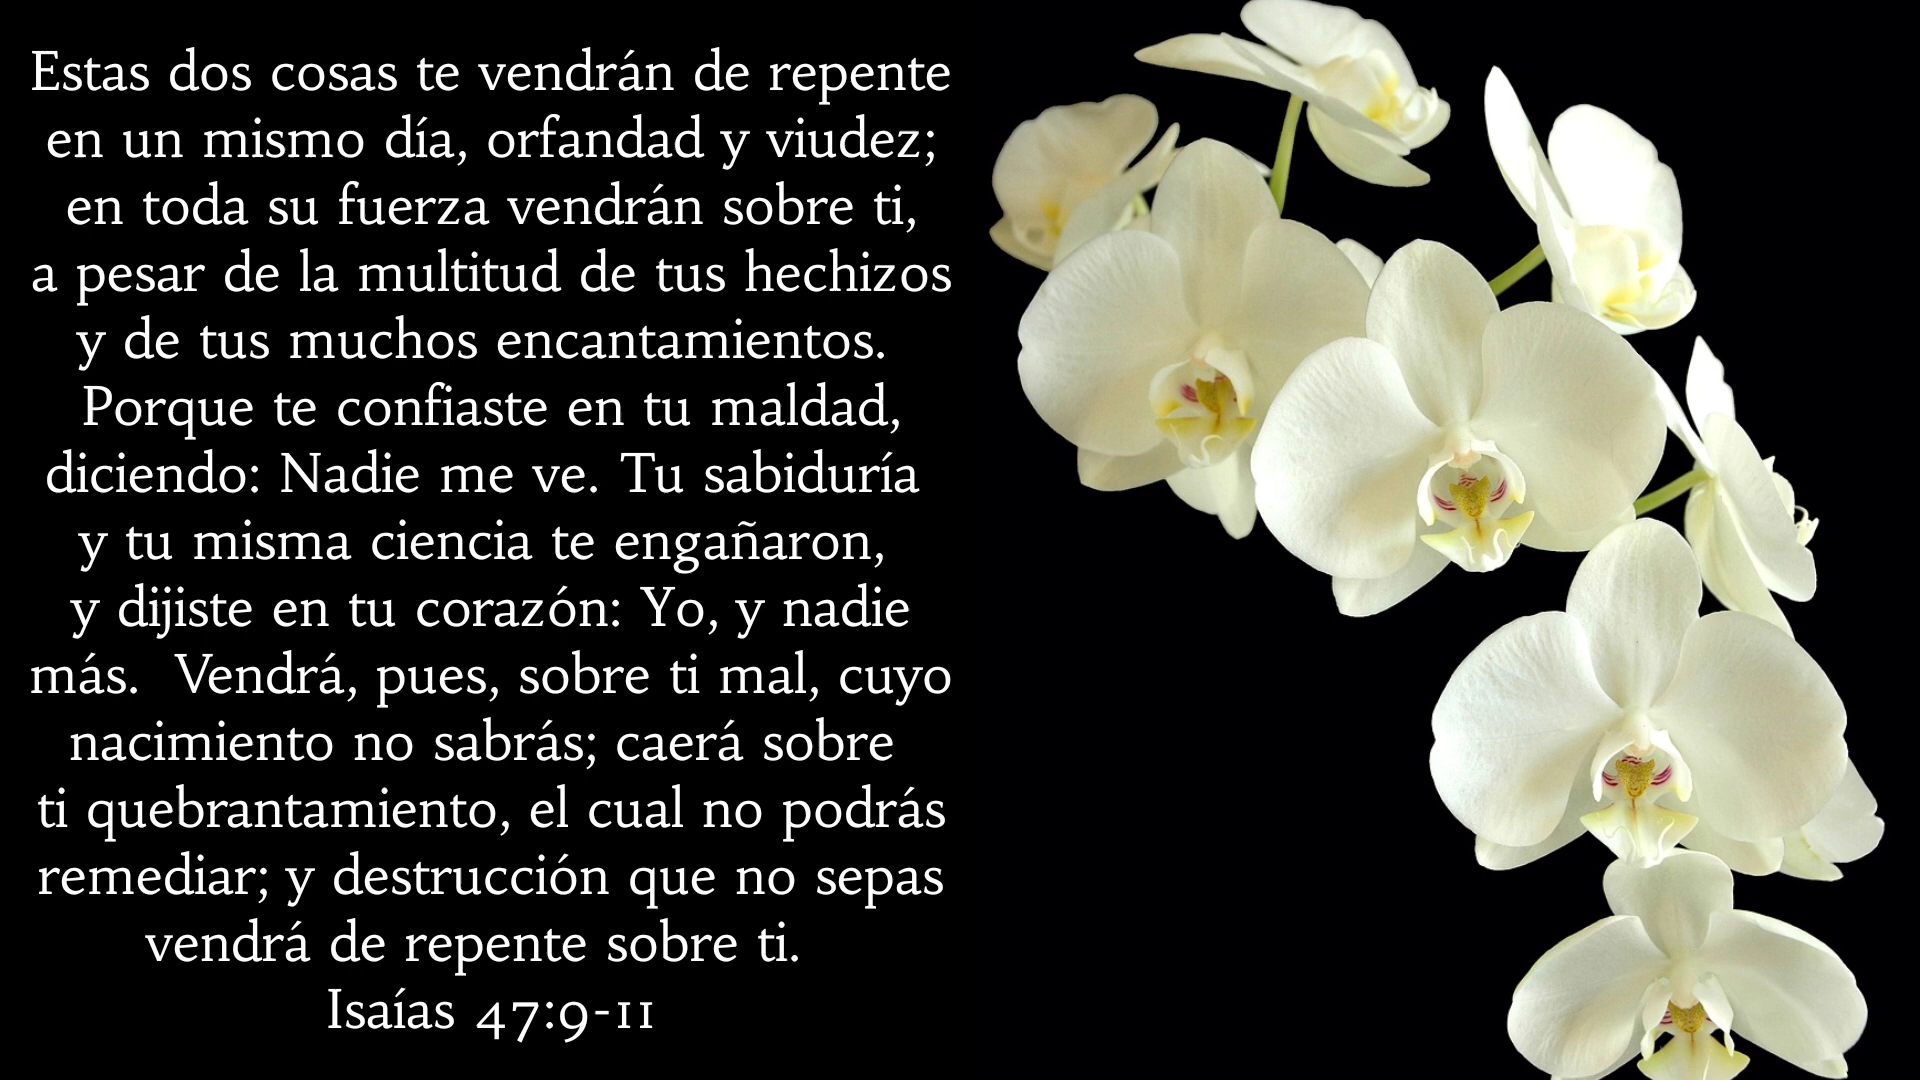 Estas dos cosas te vendrán de repente
en un mismo día, orfandad y viudez;
en toda su fuerza vendrán sobre ti,
a pesar de la multitud de tus hechizos
y de tus muchos encantamientos.
Porque te confiaste en tu maldad,
diciendo: Nadie me ve. Tu sabiduría
y tu misma ciencia te engañaron,
y dijiste en tu corazón: Yo, y nadie
más.  Vendrá, pues, sobre ti mal, cuyo
nacimiento no sabrás; caerá sobre
ti quebrantamiento, el cual no podrás
remediar; y destrucción que no sepas
vendrá de repente sobre ti.
Isaías 47:9-11